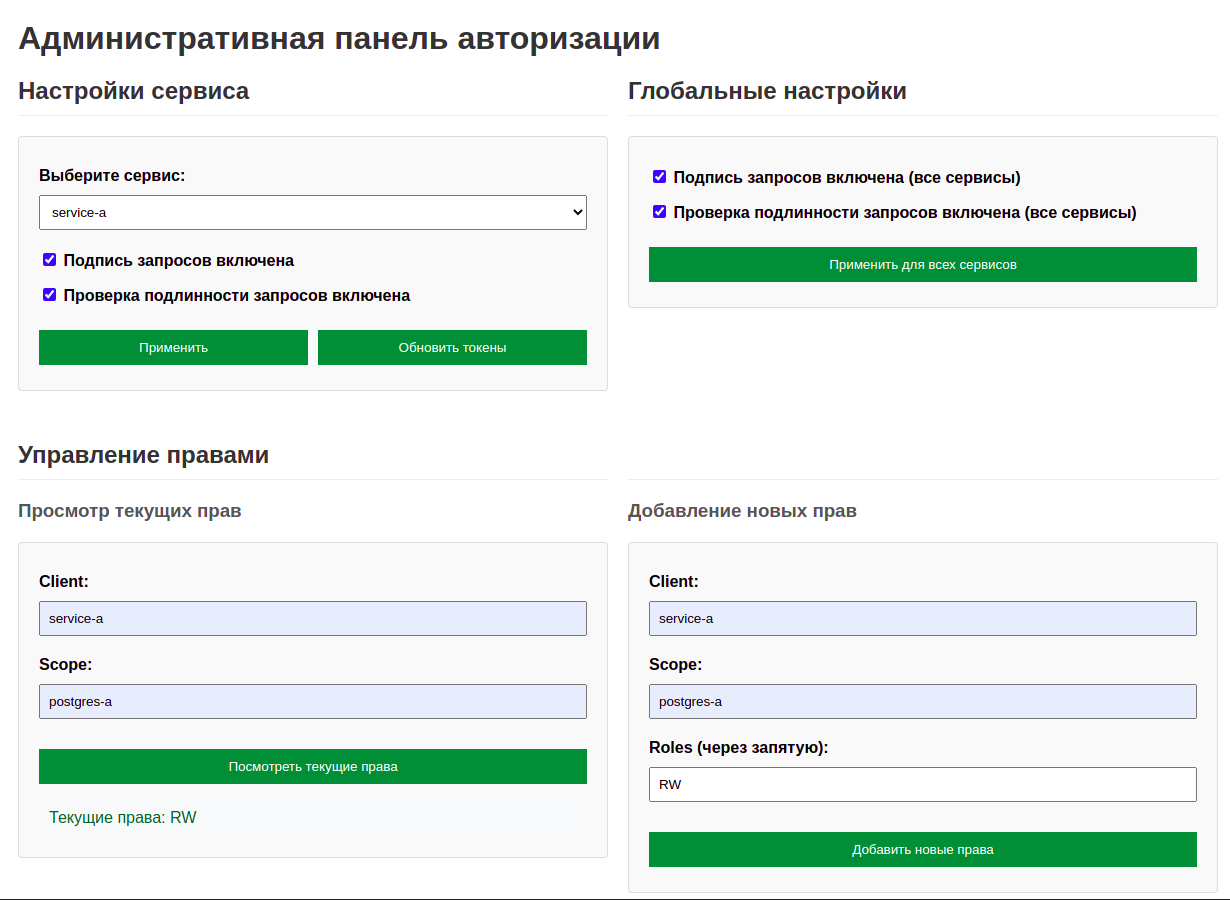 Административная панель авторизации
Настройки сервиса
Выберите сервис:
service-a
Подпись запросов включена
Проверка подлинности запросов включена
Применить
Обновить токены
Глобальные настройки
Подпись запросов включена (все сервисы)
Проверка подлинности запросов включена (все сервисы)
Применить для всех сервисов
Управление правами
Просмотр текущих прав
Client:
service-a
Scope:
postgres-a
Посмотреть текущие права
Текущие права: RW
Добавление новых прав
Client:
service-a
Scope:
postgres-a
Roles (через запятую):
RW
Добавить новые права